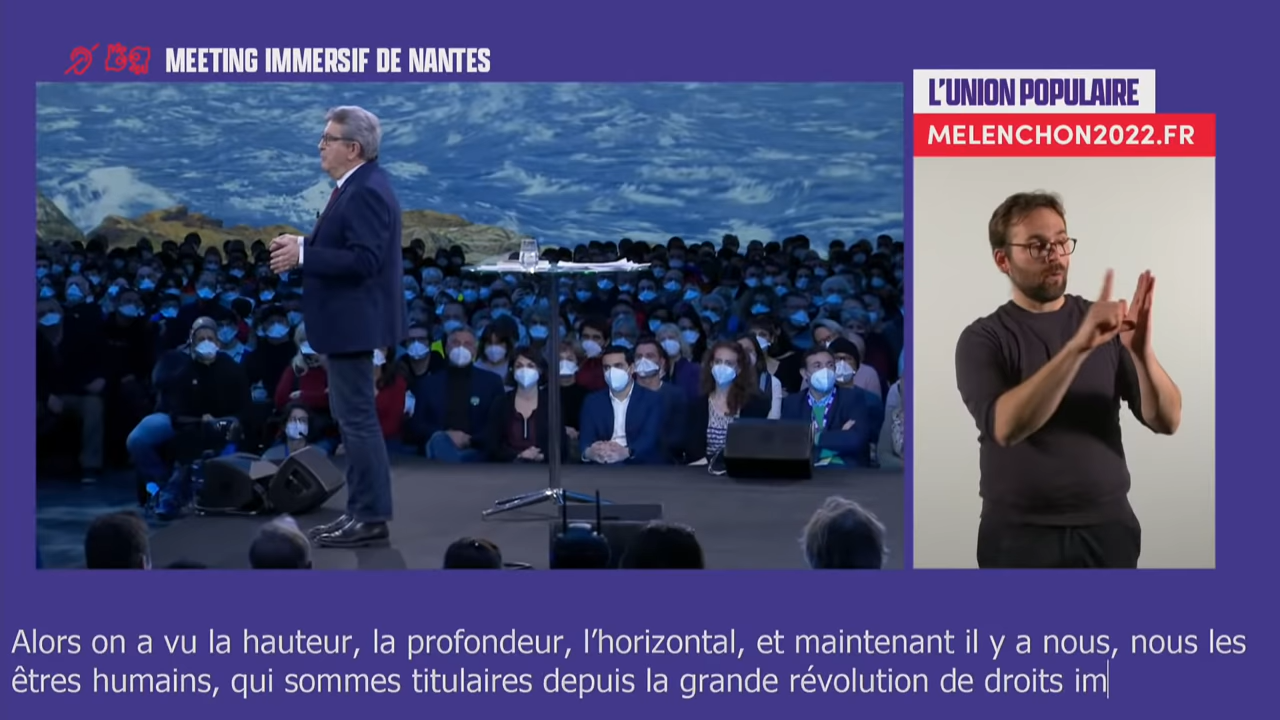 MEETING IMMERSIF DE NANTES
L'UNION POPULAIRE
MELENCHON2022.FR
Alors on a vu la hauteur, la profondeur, l'horizontal, et maintenant il y a nous, nous les
êtres humains, qui sommes titulaires depuis la grande révolution de droits im